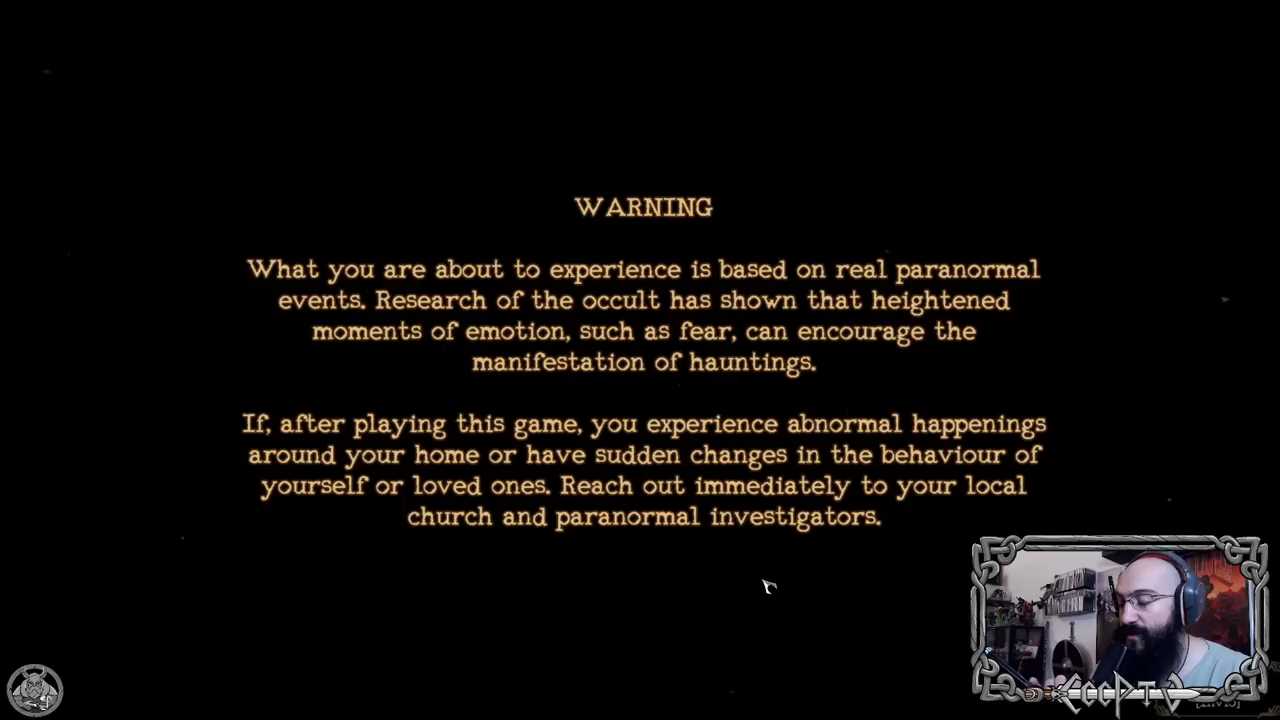 WARNING
What you are about to experience is based on real paranormal
events. Research of the occult has shown that heightened
moments of emotion, such as fear, can encourage the
manifestation of hauntings.
If, after playing this game, you experience abnormal happenings
around your home or have sudden changes in the behaviour of
yourself or loved ones. Reach out immediately to your local
church and paranormal investigators.